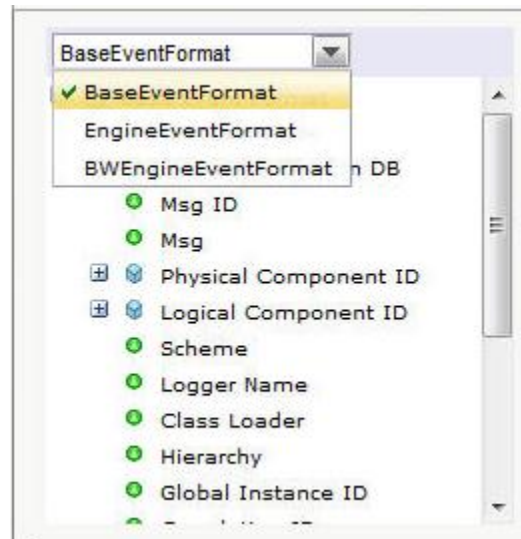 BaseEventFormat
BaseEventFormat
EngineEventFormat
BWEngineEventFormat
n DB
Msg ID
Msg
Physical Component ID
Logical Component ID
Scheme
Logger Name
Class Loader
Hierarchy
Global Instance ID